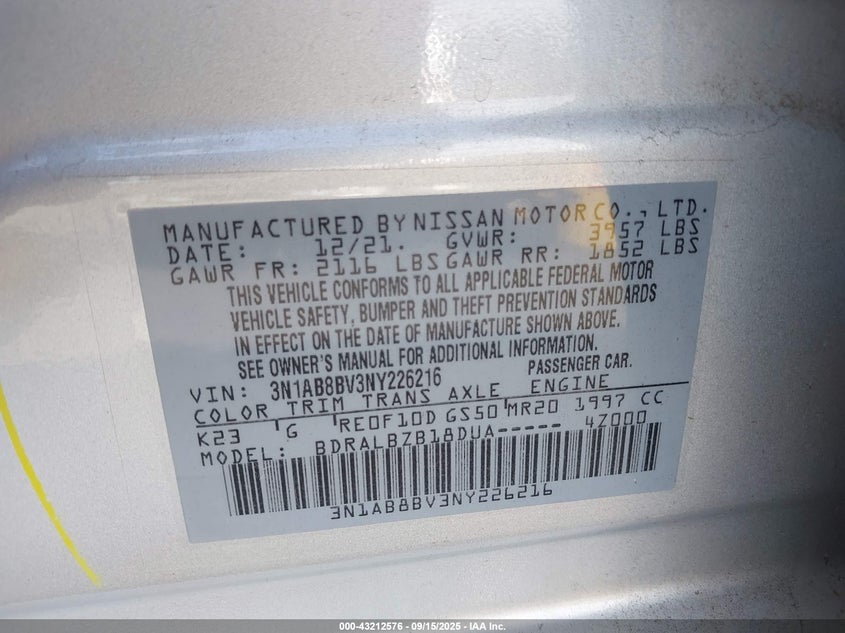 MANUFACTURED BY NISSAN MOTOR CO., LTD.
DATE: 12/21. GVWR: 3957 LBS
GAWR FR: 2116 LBS GAWR RR: 1852 LBS
THIS VEHICLE CONFORMS TO ALL APPLICABLE FEDERAL MOTOR
VEHICLE SAFETY, BUMPER AND THEFT PREVENTION STANDARDS
IN EFFECT ON THE DATE OF MANUFACTURE SHOWN ABOVE.
SEE OWNER'S MANUAL FOR ADDITIONAL INFORMATION.
VIN: 3N1AB8BV3NY226216 PASSENGER CAR.
COLOR TRIM TRANS AXLE ENGINE
K23 G RE0F10D GS50 MR20 1997 CC
MODEL: BDRALBZB18DUA----- 4Z000
3N1AB8BV3NY226216
000-43212576 - 09/15/2025 - IAA Inc.